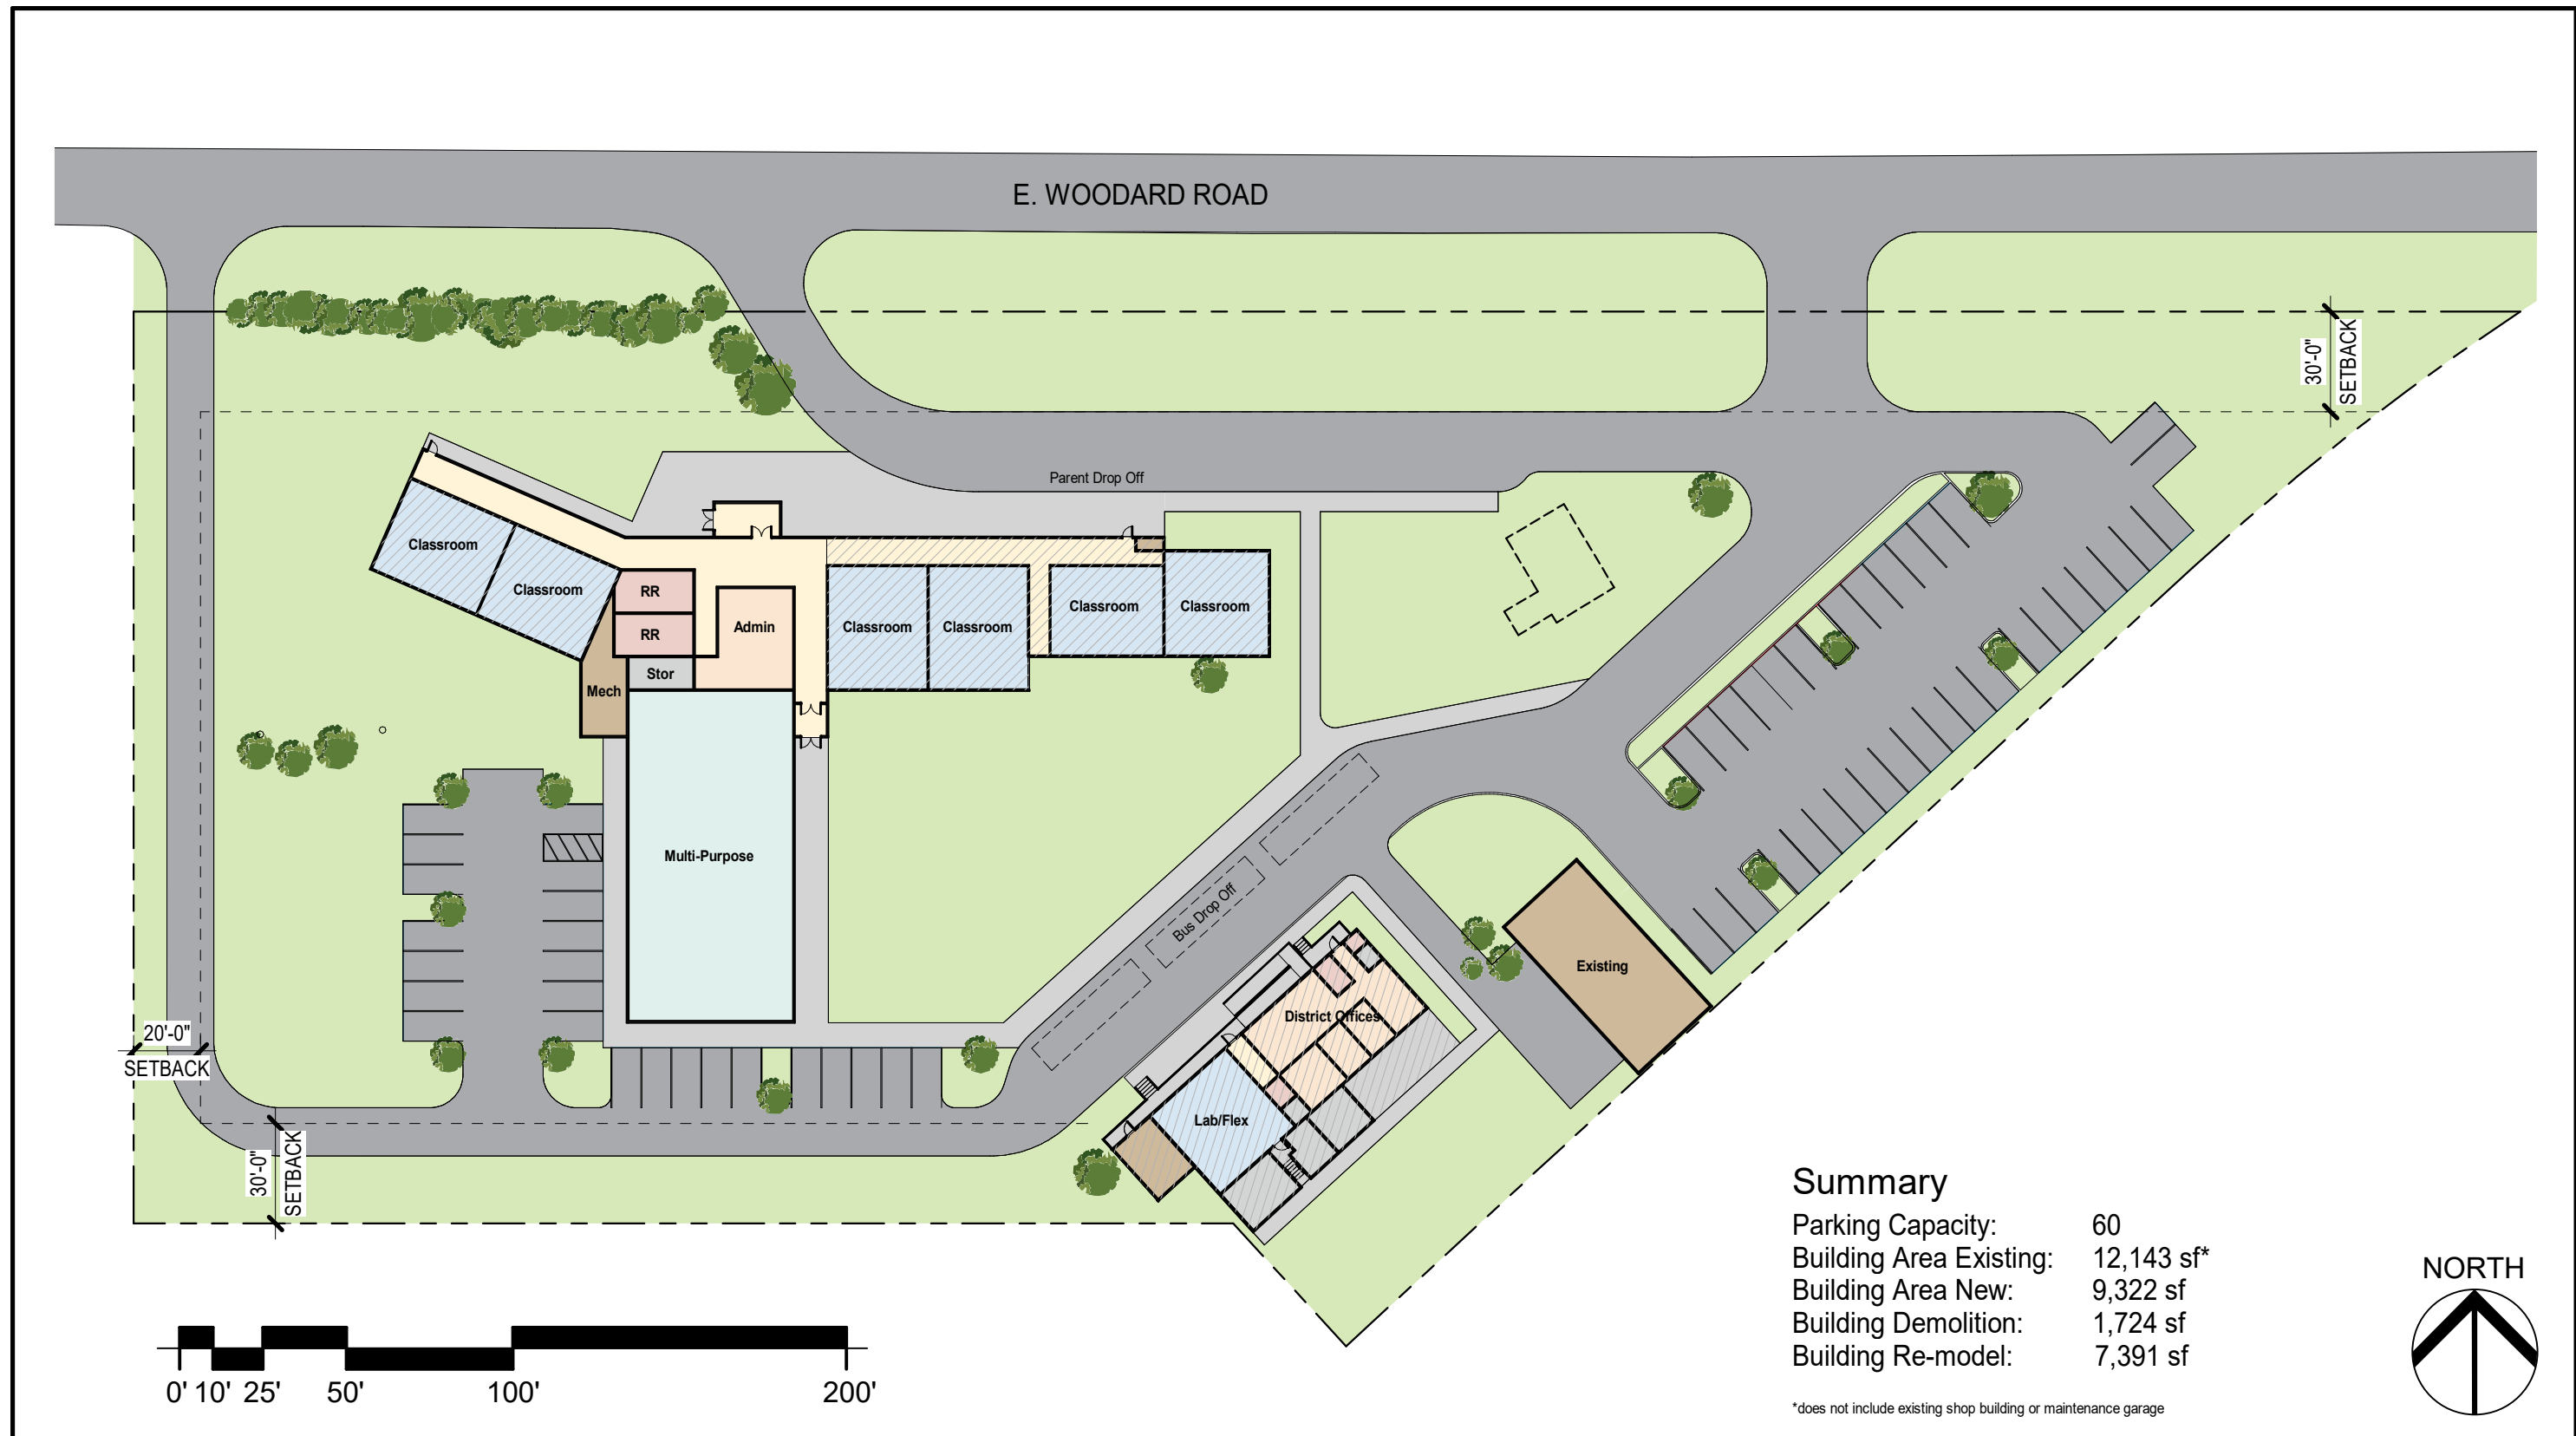 E. WOODARD ROAD
30'-0"
SETBACK
Parent Drop Off
Classroom
Classroom
RR
RR
Admin
Classroom
Classroom
Classroom
Classroom
Stor
Mech
Multi-Purpose
Bus Drop Off
Existing
District Offices
Lab/Flex
20'-0"
SETBACK
30'-0"
SETBACK
Summary
Parking Capacity: 60
Building Area Existing: 12,143 sf*
Building Area New: 9,322 sf
Building Demolition: 1,724 sf
Building Re-model: 7,391 sf
*does not include existing shop building or maintenance garage
NORTH
0' 10' 25' 50' 100' 200'